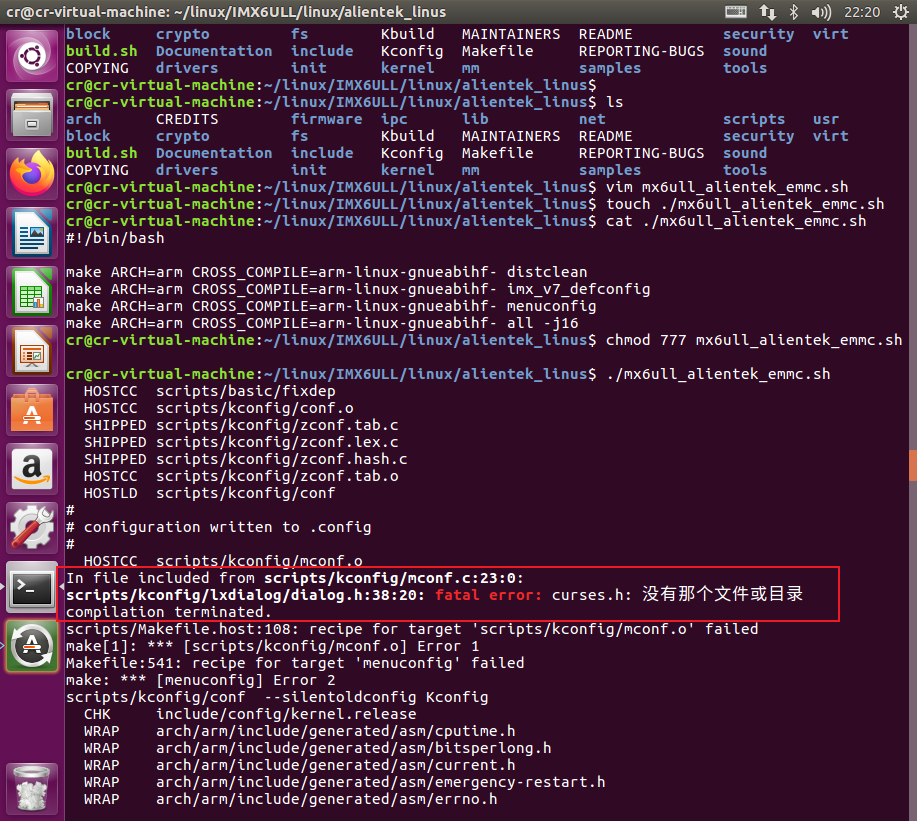 cr@cr-virtual-machine: ~/linux/IMX6ULL/linux/alientek_linus
22:20
block crypto fs Kbuild MAINTAINERS README security virt
build.sh Documentation include Kconfig Makefile REPORTING-BUGS sound
COPYING drivers init kernel mm samples tools
cr@cr-virtual-machine:~/linux/IMX6ULL/linux/alientek_linus$
cr@cr-virtual-machine:~/linux/IMX6ULL/linux/alientek_linus$ ls
arch CREDITS firmware ipc lib net scripts usr
block crypto fs Kbuild MAINTAINERS README security virt
build.sh Documentation include Kconfig Makefile REPORTING-BUGS sound
COPYING drivers init kernel mm samples tools
cr@cr-virtual-machine:~/linux/IMX6ULL/linux/alientek_linus$ vim mx6ull_alientek_emmc.sh
cr@cr-virtual-machine:~/linux/IMX6ULL/linux/alientek_linus$ touch ./mx6ull_alientek_emmc.sh
cr@cr-virtual-machine:~/linux/IMX6ULL/linux/alientek_linus$ cat ./mx6ull_alientek_emmc.sh
#!/bin/bash
make ARCH=arm CROSS_COMPILE=arm-linux-gnueabihf- distclean
make ARCH=arm CROSS_COMPILE=arm-linux-gnueabihf- imx_v7_defconfig
make ARCH=arm CROSS_COMPILE=arm-linux-gnueabihf- menuconfig
make ARCH=arm CROSS_COMPILE=arm-linux-gnueabihf- all -j16
cr@cr-virtual-machine:~/linux/IMX6ULL/linux/alientek_linus$ chmod 777 mx6ull_alientek_emmc.sh
cr@cr-virtual-machine:~/linux/IMX6ULL/linux/alientek_linus$ ./mx6ull_alientek_emmc.sh
HOSTCC scripts/basic/fixdep
HOSTCC scripts/kconfig/conf.o
SHIPPED scripts/kconfig/zconf.tab.c
SHIPPED scripts/kconfig/zconf.lex.c
SHIPPED scripts/kconfig/zconf.hash.c
HOSTCC scripts/kconfig/zconf.tab.o
HOSTLD scripts/kconfig/conf
#
# configuration written to .config
#
HOSTCC scripts/kconfig/mconf.o
In file included from scripts/kconfig/mconf.c:23:0:
scripts/kconfig/lxdialog/dialog.h:38:20: fatal error: curses.h: 没有那个文件或目录
compilation terminated.
scripts/Makefile.host:108: recipe for target 'scripts/kconfig/mconf.o' failed
make[1]: *** [scripts/kconfig/mconf.o] Error 1
Makefile:541: recipe for target 'menuconfig' failed
make: *** [menuconfig] Error 2
scripts/kconfig/conf --silentoldconfig Kconfig
CHK include/config/kernel.release
WRAP arch/arm/include/generated/asm/cputime.h
WRAP arch/arm/include/generated/asm/bitsperlong.h
WRAP arch/arm/include/generated/asm/current.h
WRAP arch/arm/include/generated/asm/emergency-restart.h
WRAP arch/arm/include/generated/asm/errno.h